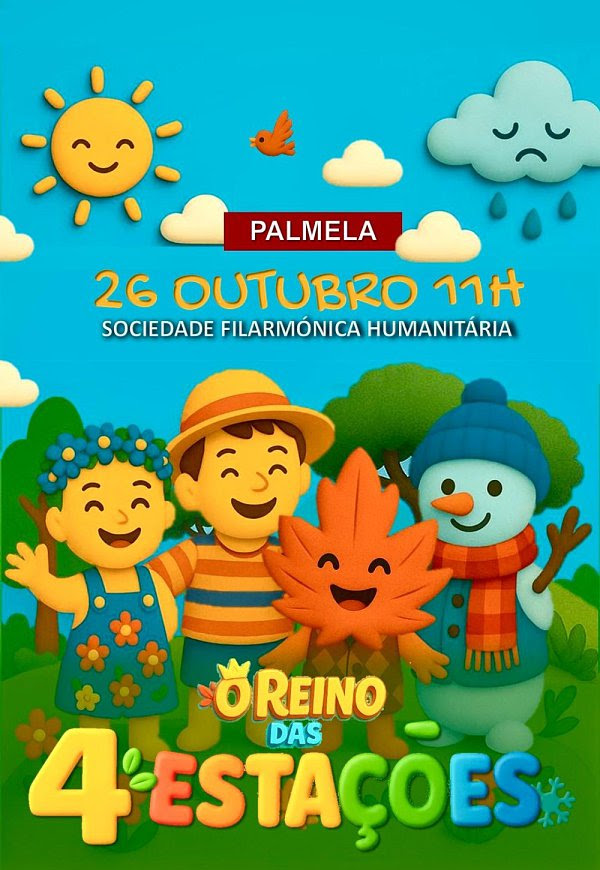 PALMELA
26 OUTUBRO 11H
SOCIEDADE FILARMÓNICA HUMANITÁRIA
O REINO
DAS
4 ESTAÇÕES